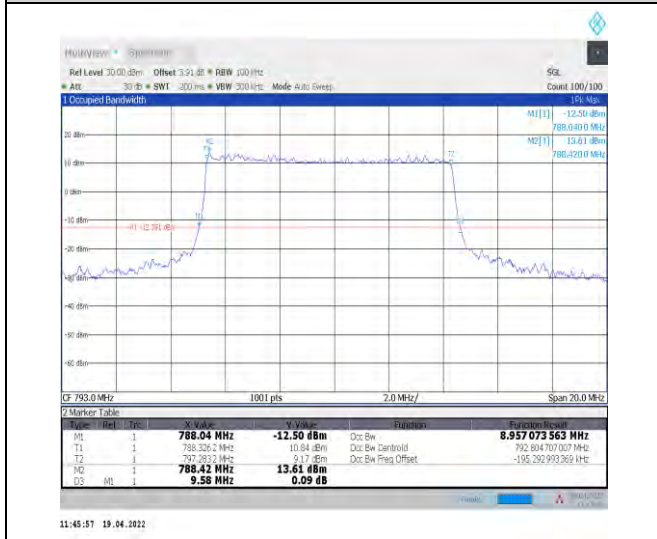 MultiView Spectrum
Ref Level 30.00 dBm Offset 3.91 dB RBW 100 kHz SGL
Att 30 dB SWT 200 ms VBW 300 kHz Mode Auto Sweep Count 100/100
1 Occupied Bandwidth 1Pk Max
M1[1] -12.50 dBm
788.0400 MHz
M2[1] 13.61 dBm
788.4200 MHz
20 dBm
10 dBm
0 dBm
-10 dBm
-20 dBm
-30 dBm
-40 dBm
-50 dBm
-60 dBm
T2
CF 793.0 MHz 1001 pts 2.0 MHz/ Span 20.0 MHz
2 Marker Table
Type Ref Trc X-Value Y-Value Function Function Result
M1 1 788.04 MHz -12.50 dBm Occ Bw 8.957 073 563 MHz
T1 1 788.3262 MHz 10.84 dBm Occ Bw Centroid 792.804 707 007 MHz
T2 1 797.2832 MHz 9.17 dBm Occ Bw Freq Offset -195.292 993 369 kHz
M2 1 788.42 MHz 13.61 dBm
D3 M1 1 9.58 MHz 0.09 dB
11:45:57 19.04.2022